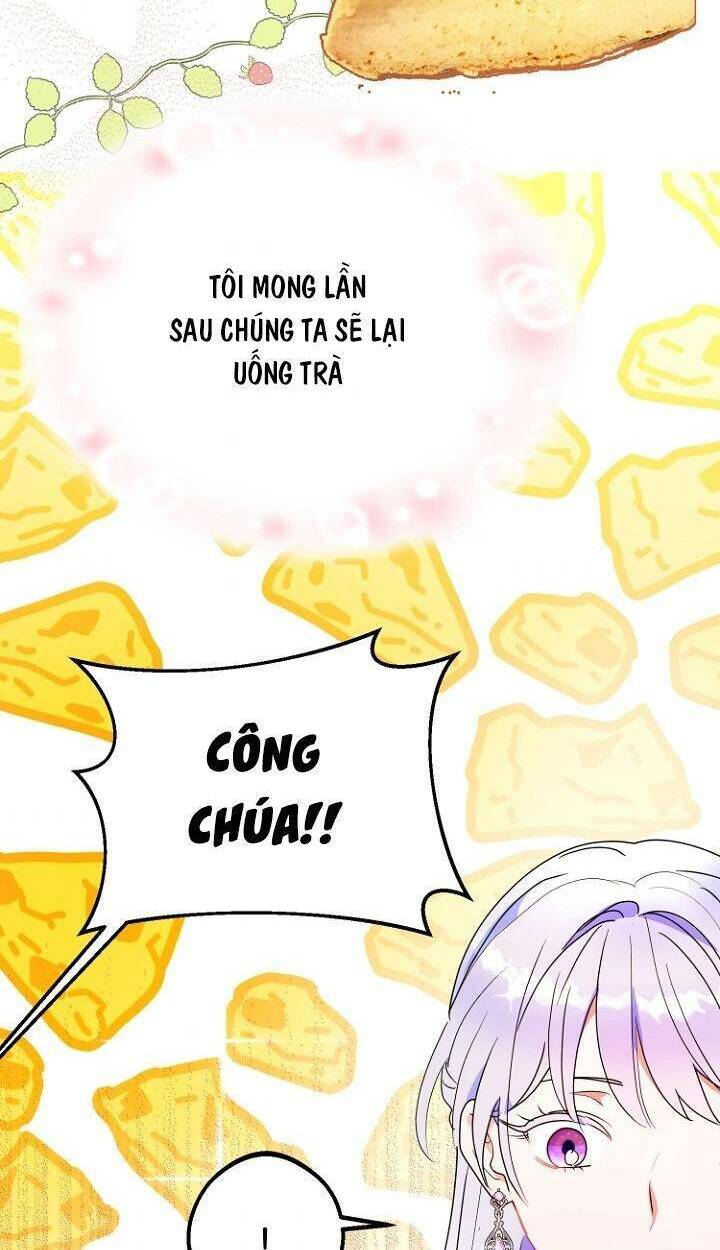 TÔI MONG LẦN
SAU CHÚNG TA SẼ LẠI
UỐNG TRÀ
CÔNG
CHÚA!!
!